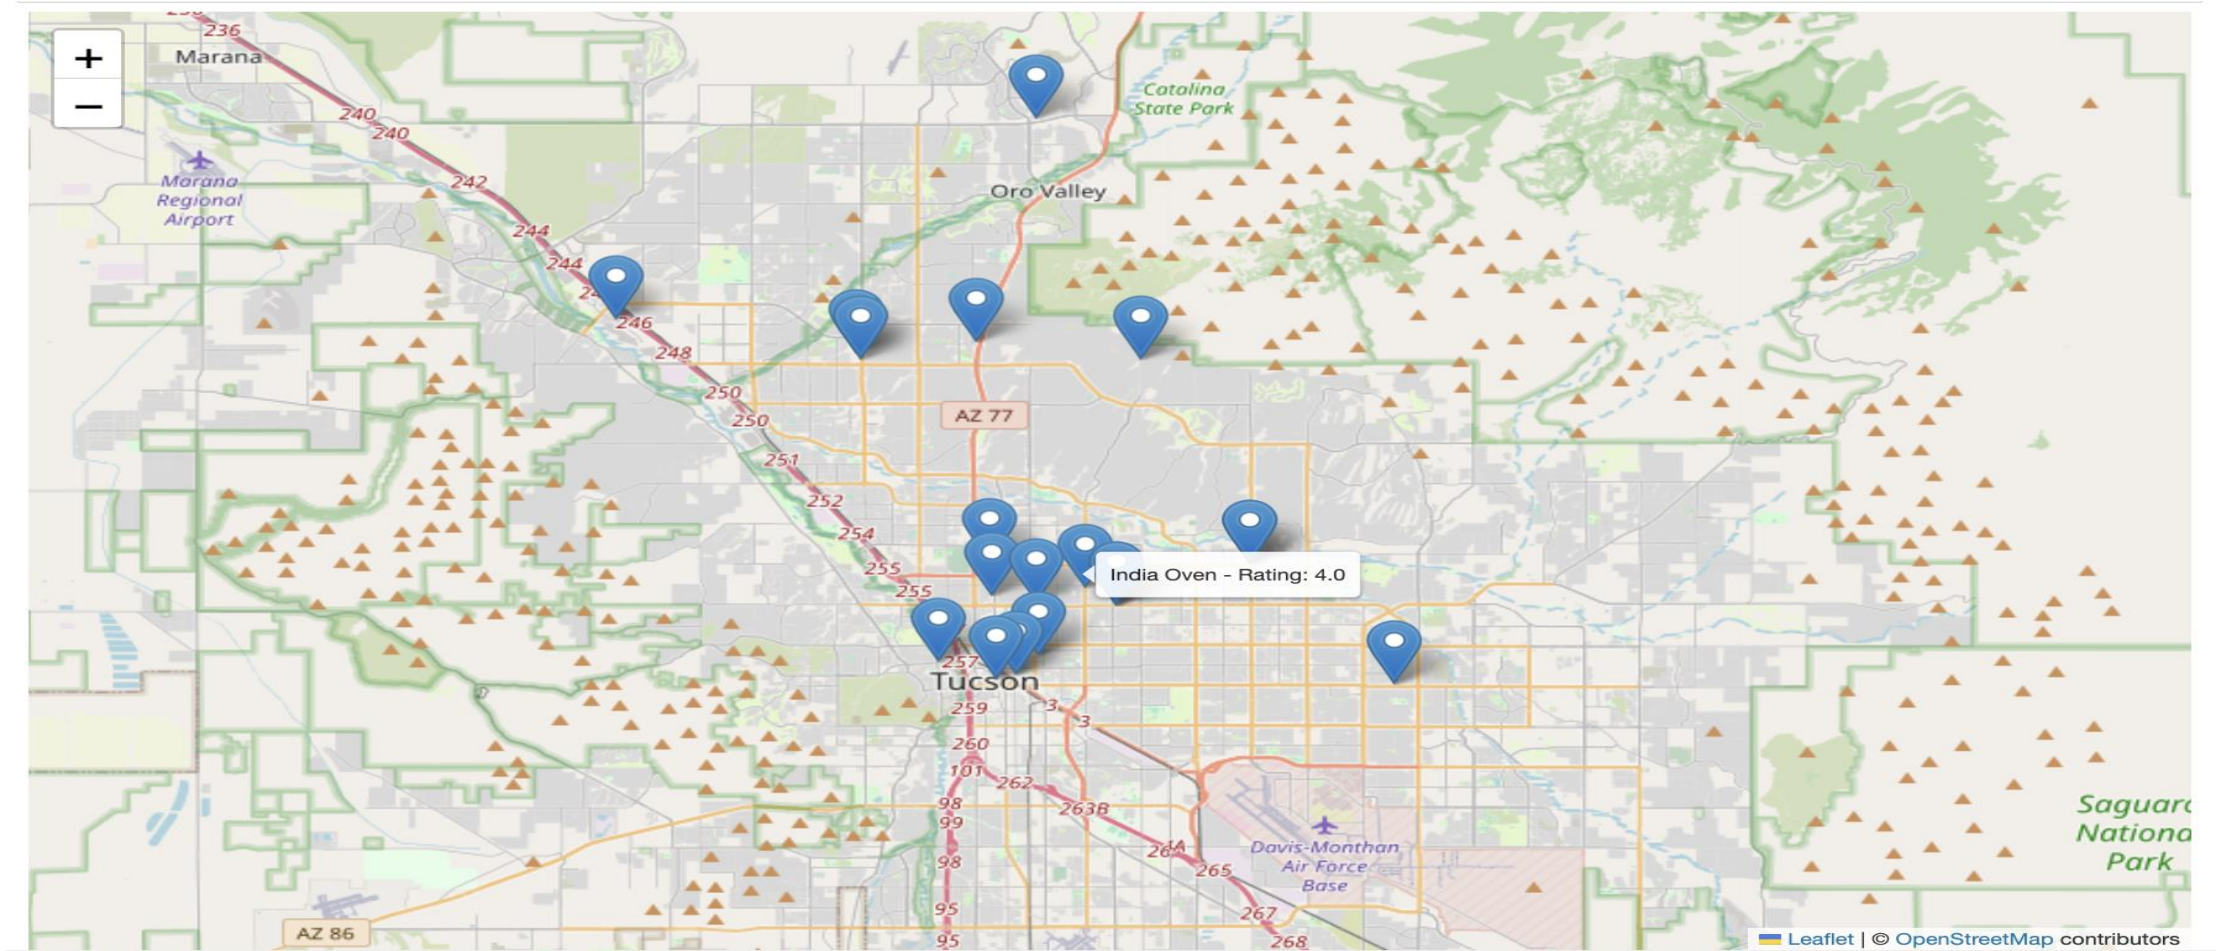 236
Marana
+
−
240
240
Catalina
State Park
Marana
Regional
Airport
242
Oro Valley
244
244
246
248
250
250
AZ 77
251
252
254
255
255
India Oven - Rating: 4.0
257
Tucson
259
3
3
260
101
262
98
263B
99
98
265
Davis-Monthan
Air Force
Base
Saguaro
National
Park
95
267
AZ 86
95
268
Leaflet | © OpenStreetMap contributors